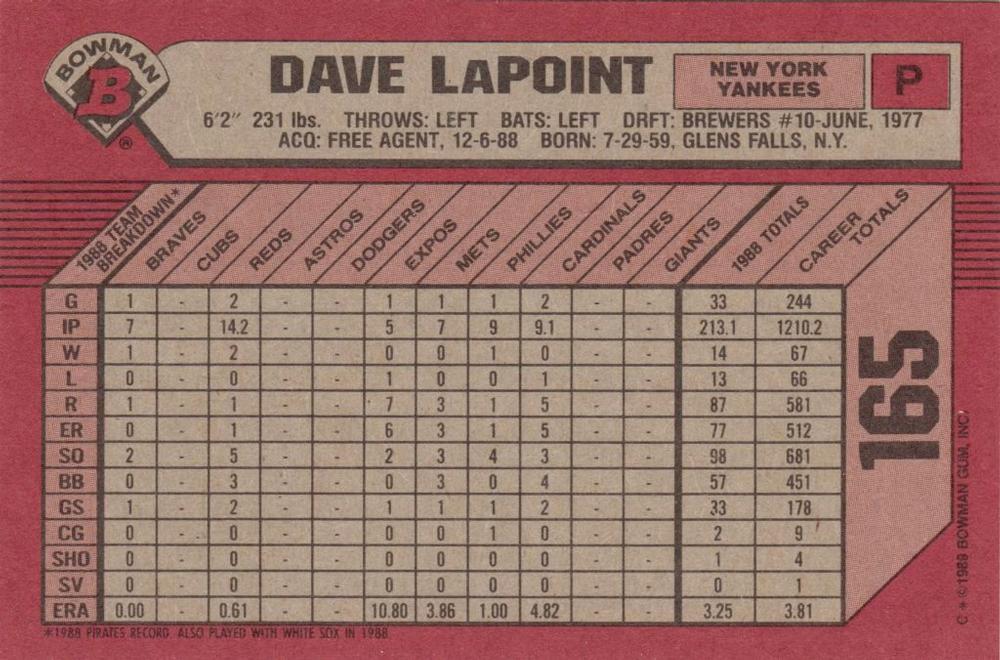 BOWMAN
B
®
DAVE LAPOINT
NEW YORK
YANKEES
P
6'2" 231 lbs. THROWS: LEFT BATS: LEFT DRFT: BREWERS #10-JUNE, 1977
ACQ: FREE AGENT, 12-6-88 BORN: 7-29-59, GLENS FALLS, N.Y.
1988 TEAM BREAKDOWN* BRAVES CUBS REDS ASTROS DODGERS EXPOS METS PHILLIES CARDINALS PADRES GIANTS 1988 TOTALS CAREER TOTALS
G 1 - 2 - - 1 1 1 2 - - 33 244
IP 7 - 14.2 - - 5 7 9 9.1 - - 213.1 1210.2
W 1 - 2 - - 0 0 1 0 - - 14 67
L 0 - 0 - - 1 0 0 1 - - 13 66
R 1 - 1 - - 7 3 1 5 - - 87 581
ER 0 - 1 - - 6 3 1 5 - - 77 512
SO 2 - 5 - - 2 3 4 3 - - 98 681
BB 0 - 3 - - 0 3 0 4 - - 57 451
GS 1 - 2 - - 1 1 1 2 - - 33 178
CG 0 - 0 - - 0 0 1 0 - - 2 9
SHO 0 - 0 - - 0 0 0 0 - - 1 4
SV 0 - 0 - - 0 0 0 0 - - 0 1
ERA 0.00 - 0.61 - - 10.80 3.86 1.00 4.82 - - 3.25 3.81
*1988 PIRATES RECORD. ALSO PLAYED WITH WHITE SOX IN 1988
165
C * ©1989 BOWMAN GUM, INC.